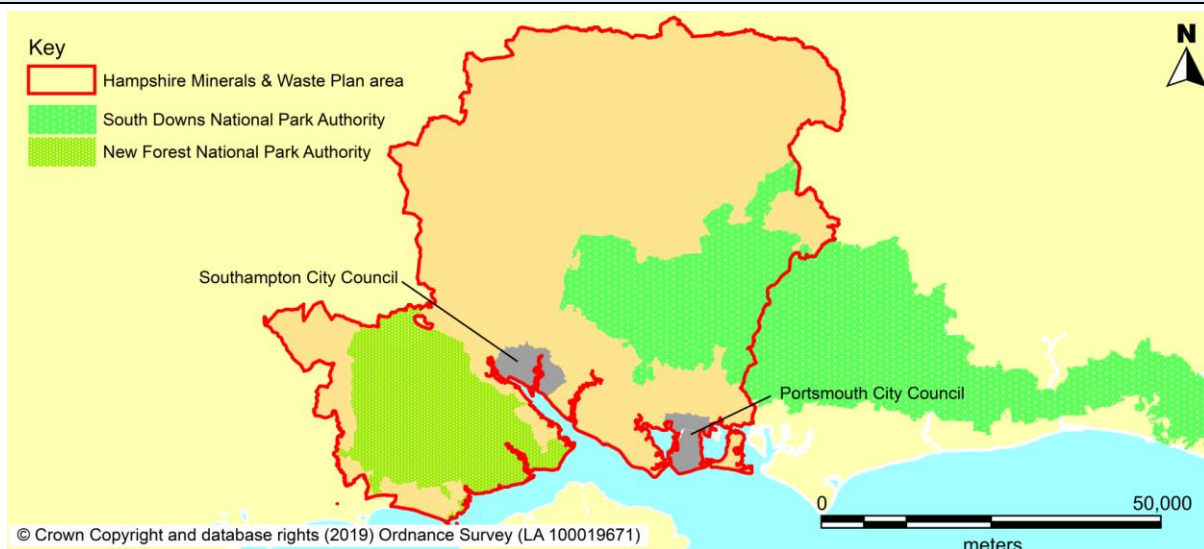 Key
Hampshire Minerals & Waste Plan area
South Downs National Park Authority
New Forest National Park Authority
N
Southampton City Council
Portsmouth City Council
0 50,000
meters
© Crown Copyright and database rights (2019) Ordnance Survey (LA 100019671)